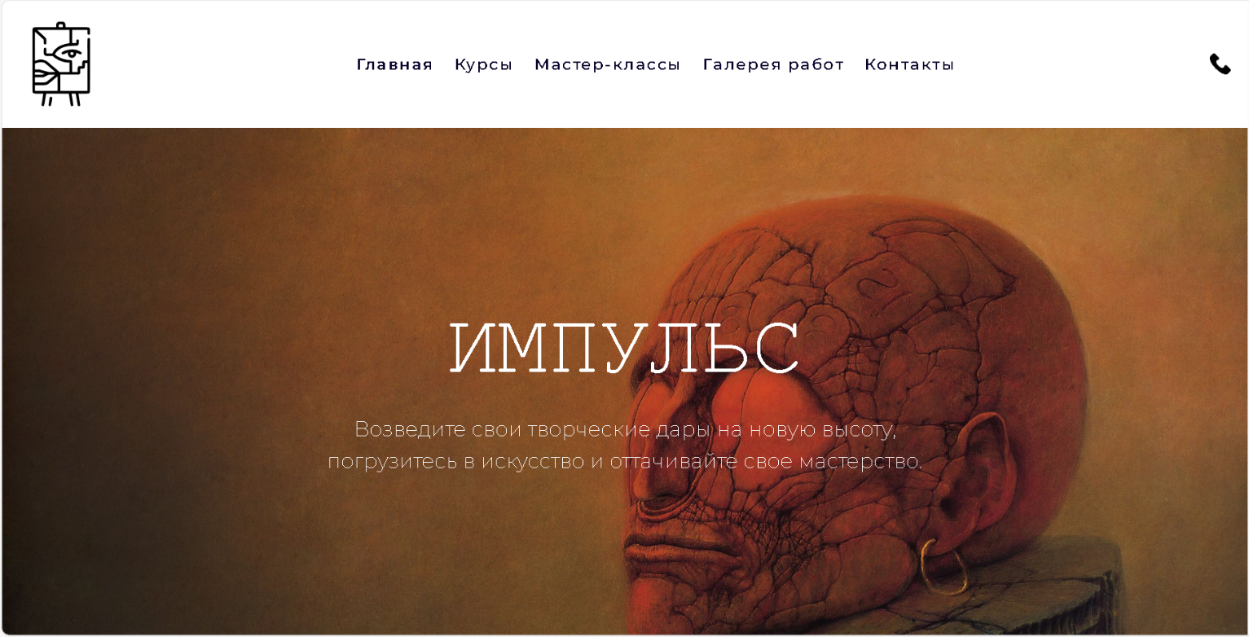 Главная Курсы Мастер-классы Галерея работ Контакты
ИМПУЛЬС
Возведите свои творческие дары на новую высоту,
погрузитесь в искусство и оттачивайте свое мастерство.